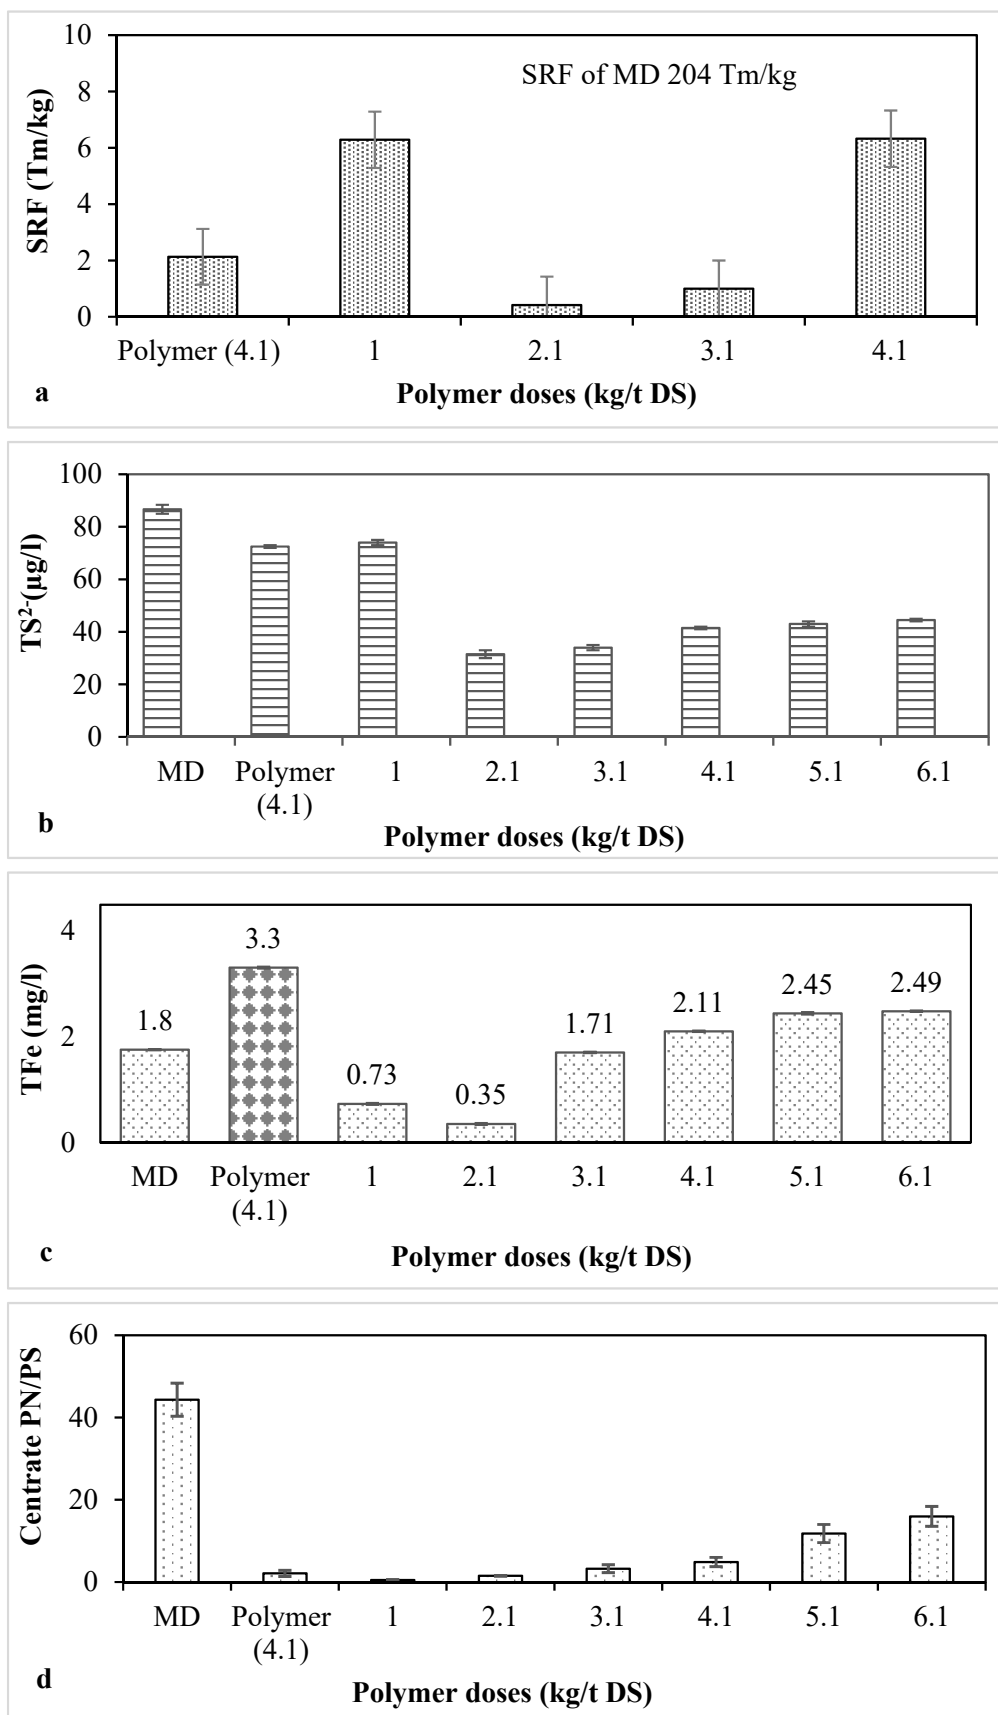 SRF (Tm/kg)
10
8
6
4
2
0
SRF of MD 204 Tm/kg
Polymer (4.1) 1 2.1 3.1 4.1
Polymer doses (kg/t DS)
a
TS²⁻(µg/l)
100
80
60
40
20
0
MD Polymer (4.1) 1 2.1 3.1 4.1 5.1 6.1
Polymer doses (kg/t DS)
b
TFe (mg/l)
4
2
0
1.8 3.3 0.73 0.35 1.71 2.11 2.45 2.49
MD Polymer (4.1) 1 2.1 3.1 4.1 5.1 6.1
Polymer doses (kg/t DS)
c
Centrate PN/PS
60
40
20
0
MD Polymer (4.1) 1 2.1 3.1 4.1 5.1 6.1
Polymer doses (kg/t DS)
d